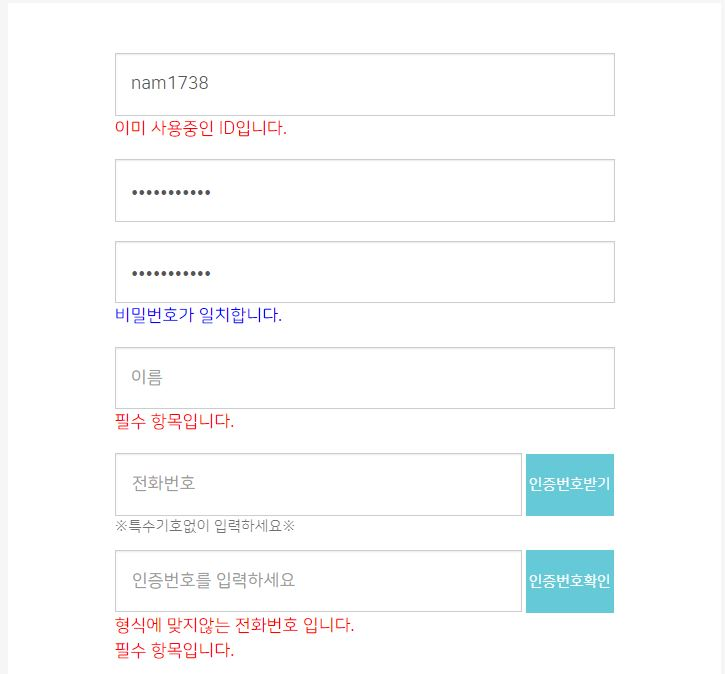 nam1738
이미 사용중인 ID입니다.
•••••••••••
•••••••••••
비밀번호가 일치합니다.
이름
필수 항목입니다.
전화번호 인증번호받기
※특수기호없이 입력하세요※
인증번호를 입력하세요 인증번호확인
형식에 맞지않는 전화번호 입니다.
필수 항목입니다.